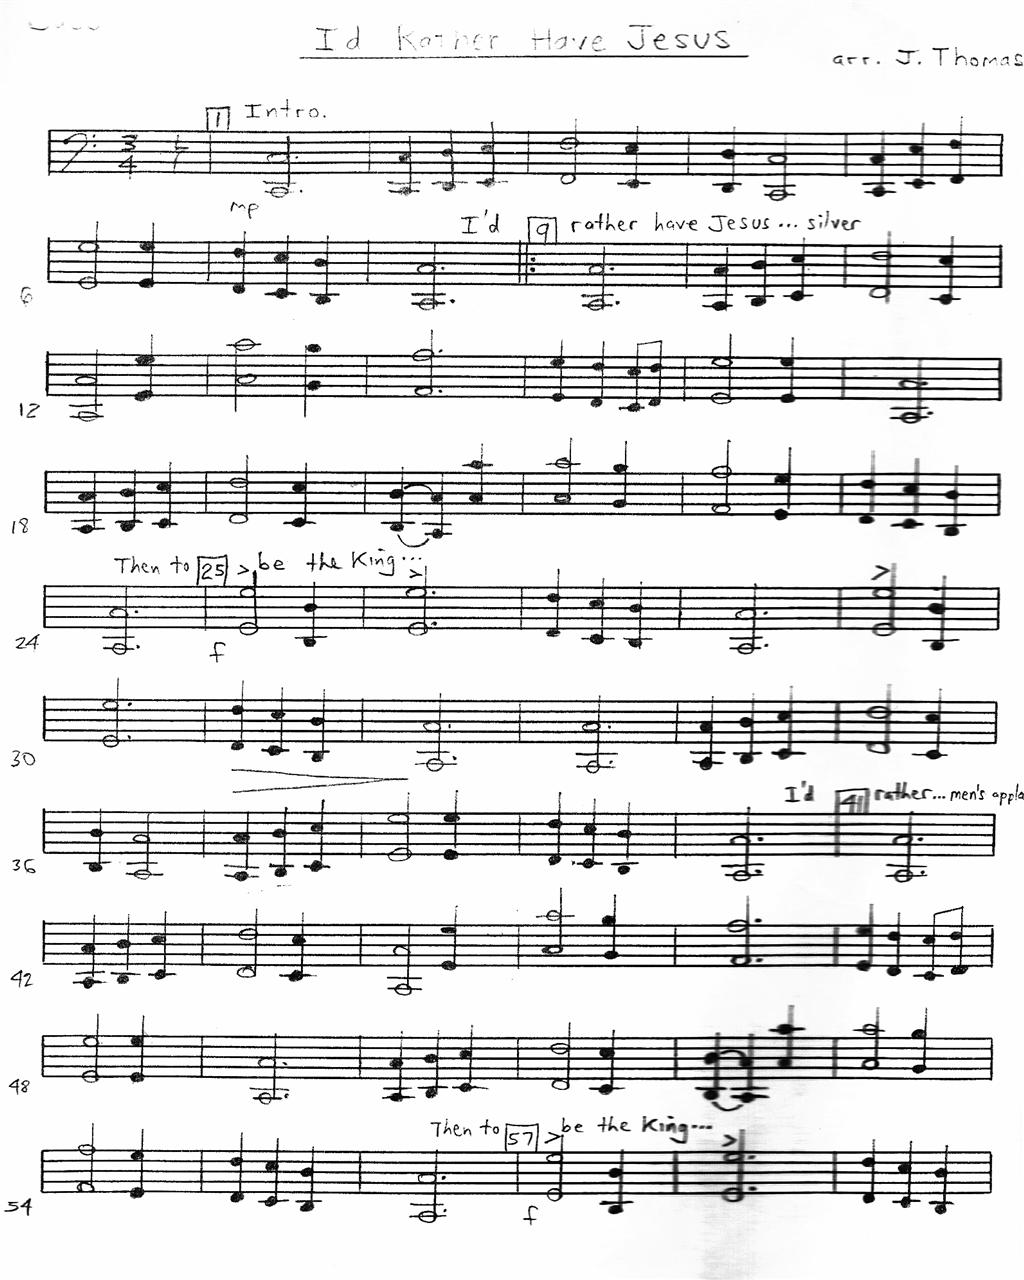 I'd Rather Have Jesus
arr. J. Thomas
1 Intro.
3
4
mp
I'd 9 rather have Jesus... silver
6
12
18
Then to 25 > be the King...
24
f
30
I'd 41 rather... men's appla
36
42
48
Then to 57 > be the King...
54
f